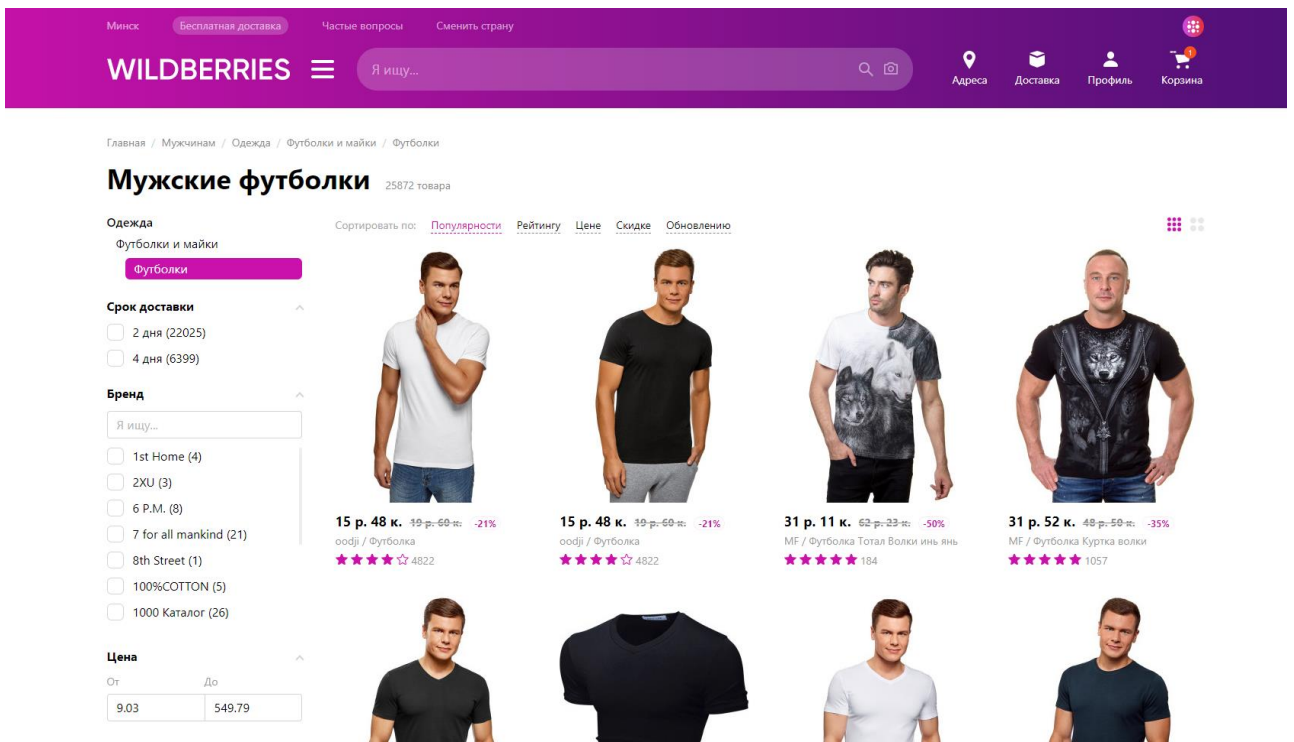 Минск Бесплатная доставка Частые вопросы Сменить страну
WILDBERRIES Я ищу... Адреса Доставка Профиль Корзина 1
Главная / Мужчинам / Одежда / Футболки и майки / Футболки
Мужские футболки 25872 товара
Одежда
Футболки и майки
Футболки
Срок доставки
2 дня (22025)
4 дня (6399)
Бренд
Я ищу...
1st Home (4)
2XU (3)
6 P.M. (8)
7 for all mankind (21)
8th Street (1)
100%COTTON (5)
1000 Каталог (26)
Цена
От До
9.03 549.79
Сортировать по: Популярности Рейтингу Цене Скидке Обновлению
15 р. 48 к. 19 р. 60 к. -21%
oodji / Футболка
4822
15 р. 48 к. 19 р. 60 к. -21%
oodji / Футболка
4822
31 р. 11 к. 62 р. 23 к. -50%
MF / Футболка Тотал Волки инь янь
184
31 р. 52 к. 48 р. 50 к. -35%
MF / Футболка Куртка волки
1057